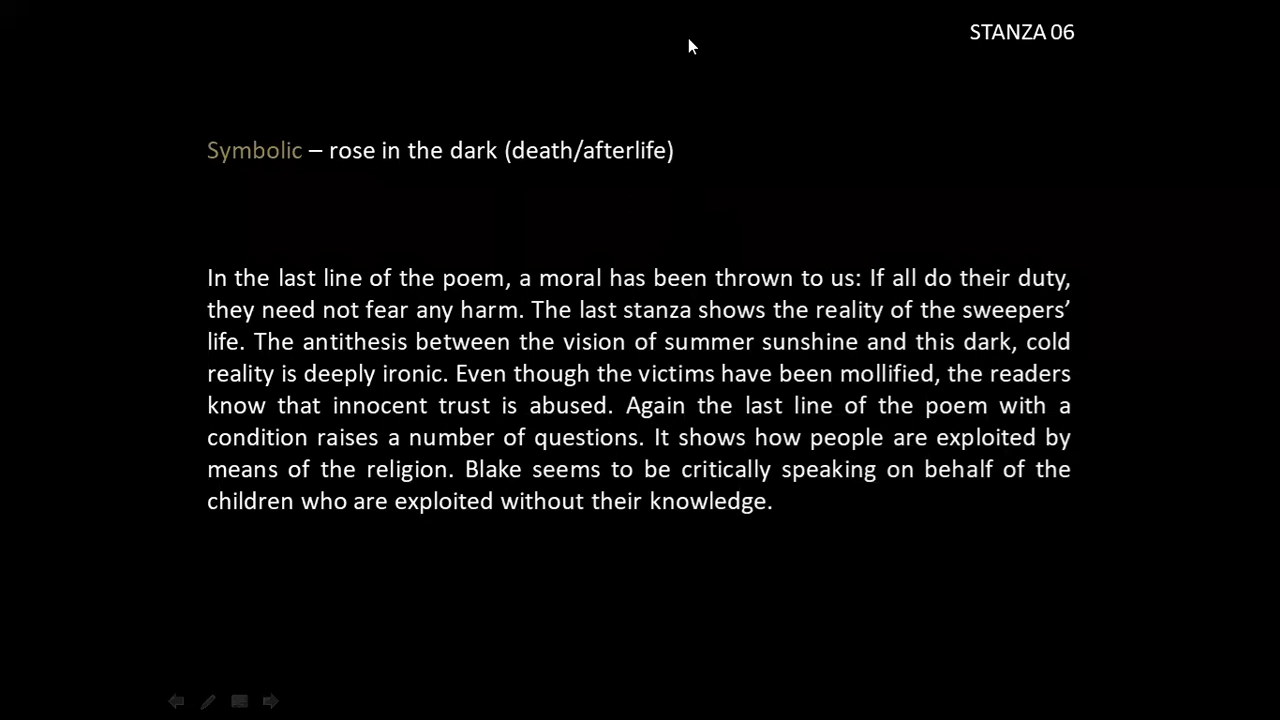 STANZA 06
Symbolic – rose in the dark (death/afterlife)
In the last line of the poem, a moral has been thrown to us: If all do their duty,
they need not fear any harm. The last stanza shows the reality of the sweepers’
life. The antithesis between the vision of summer sunshine and this dark, cold
reality is deeply ironic. Even though the victims have been mollified, the readers
know that innocent trust is abused. Again the last line of the poem with a
condition raises a number of questions. It shows how people are exploited by
means of the religion. Blake seems to be critically speaking on behalf of the
children who are exploited without their knowledge.